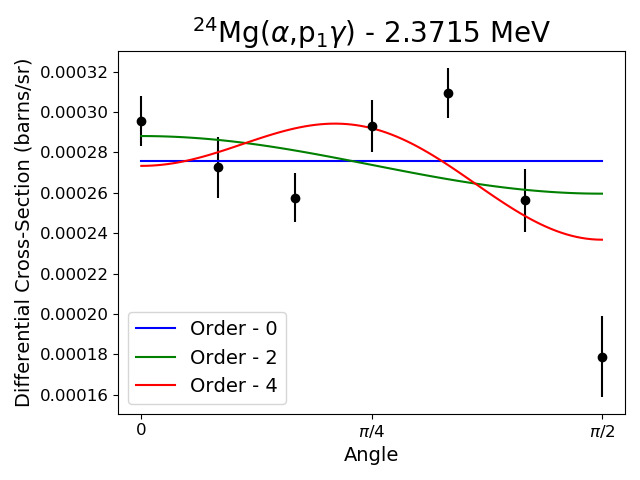 ²⁴Mg(α,p₁γ) - 2.3715 MeV
Differential Cross-Section (barns/sr)
0.00032
0.00030
0.00028
0.00026
0.00024
0.00022
0.00020
0.00018
0.00016
Order - 0
Order - 2
Order - 4
0
π/4
π/2
Angle